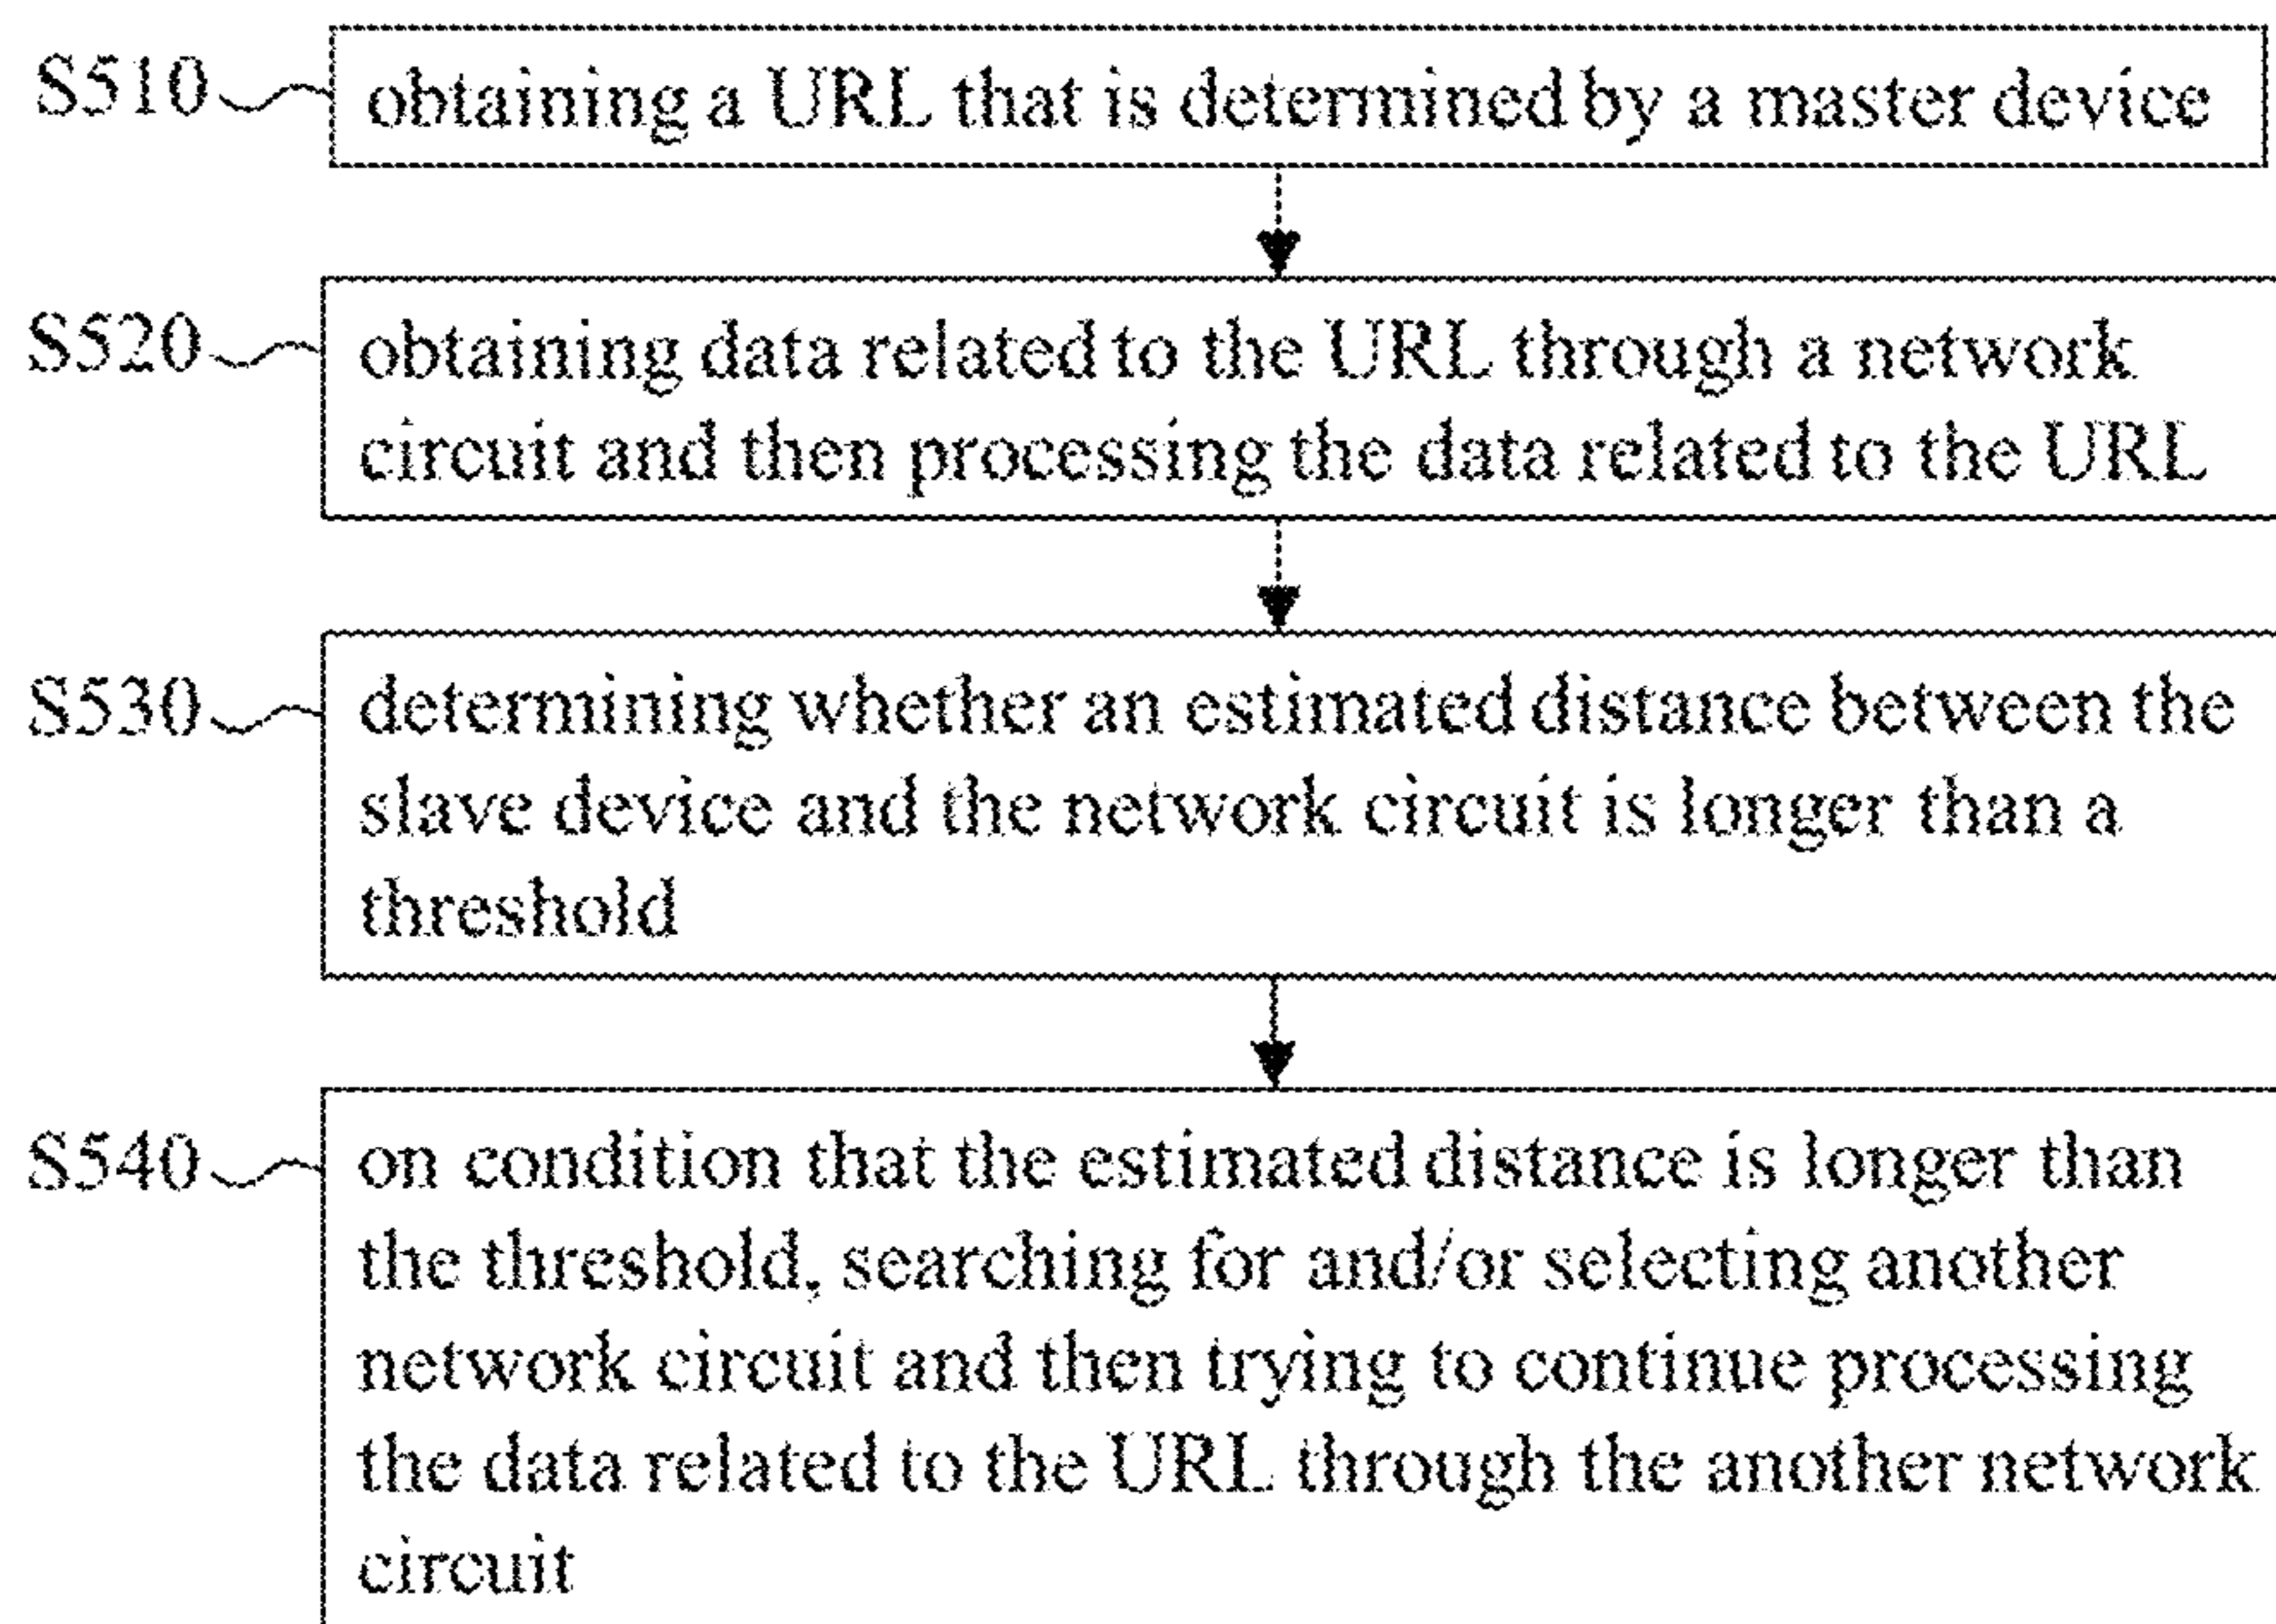 S510 obtaining a URL that is determined by a master device
S520 obtaining data related to the URL through a network
circuit and then processing the data related to the URL
S530 determining whether an estimated distance between the
slave device and the network circuit is longer than a
threshold
S540 on condition that the estimated distance is longer than
the threshold, searching for and/or selecting another
network circuit and then trying to continue processing
the data related to the URL through the another network
circuit